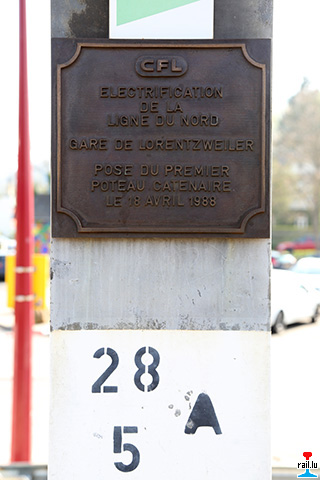 CFL
ELECTRIFICATION
DE LA
LIGNE DU NORD
GARE DE LORENTZWEILER
POSE DU PREMIER
POTEAU CATENAIRE
LE 18 AVRIL 1988
28
A
5
rail.lu